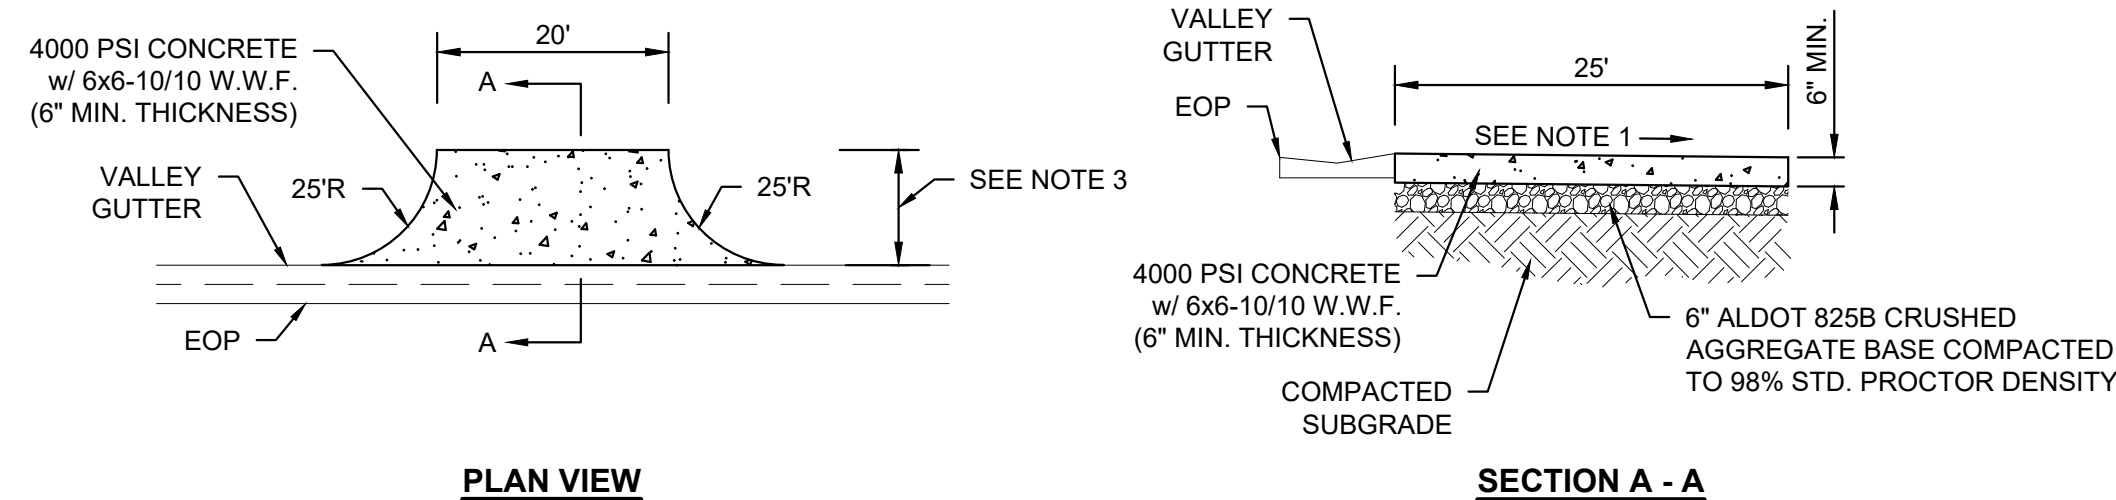 4000 PSI CONCRETE
w/ 6x6-10/10 W.W.F.
(6" MIN. THICKNESS)
20'
A
VALLEY
GUTTER
25'R
25'R
SEE NOTE 3
EOP
A
PLAN VIEW
VALLEY
GUTTER
25'
6" MIN.
EOP
SEE NOTE 1
4000 PSI CONCRETE
w/ 6x6-10/10 W.W.F.
(6" MIN. THICKNESS)
6" ALDOT 825B CRUSHED
AGGREGATE BASE COMPACTED
TO 98% STD. PROCTOR DENSITY
COMPACTED
SUBGRADE
SECTION A - A